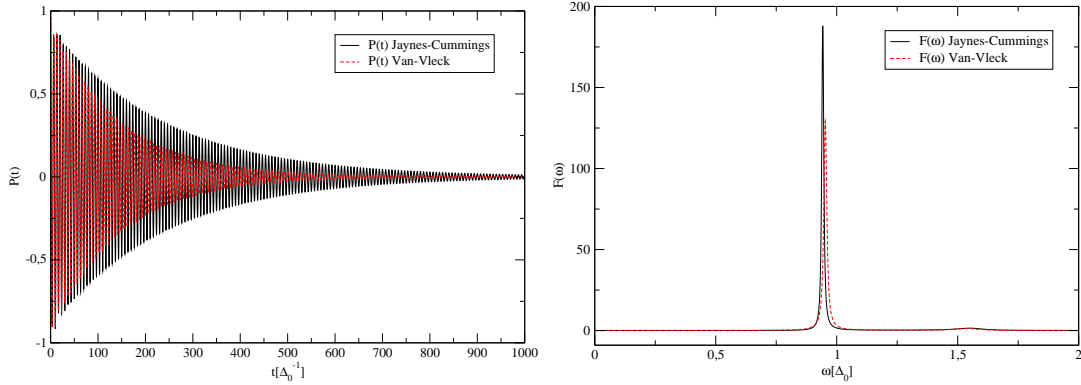 1
0,5
0
-0,5
-1
P(t)
0 100 200 300 400 500 600 700 800 900 1000
t[Δ₀⁻¹]
P(t) Jaynes-Cummings
P(t) Van-Vleck
200
150
100
50
0
F(ω)
0 0,5 1 1,5 2
ω[Δ₀]
F(ω) Jaynes-Cummings
F(ω) Van-Vleck